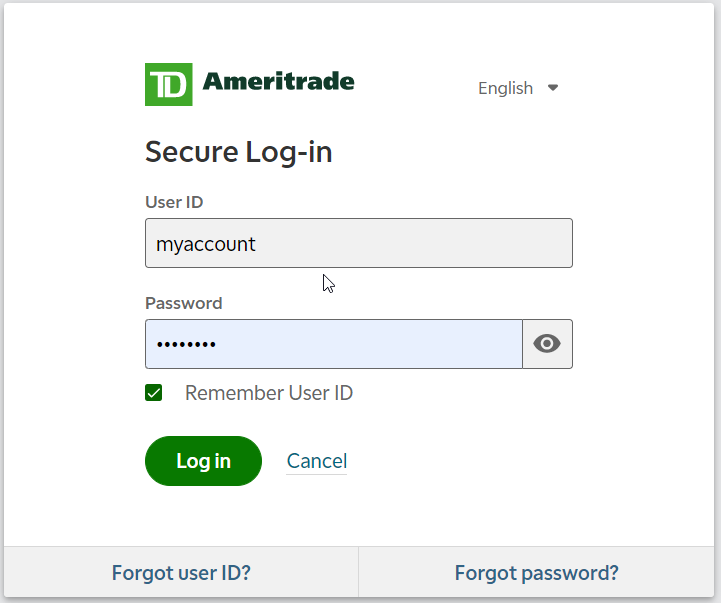 TD Ameritrade
English
Secure Log-in
User ID
myaccount
Password
••••••••
Remember User ID
Log in Cancel
Forgot user ID? Forgot password?